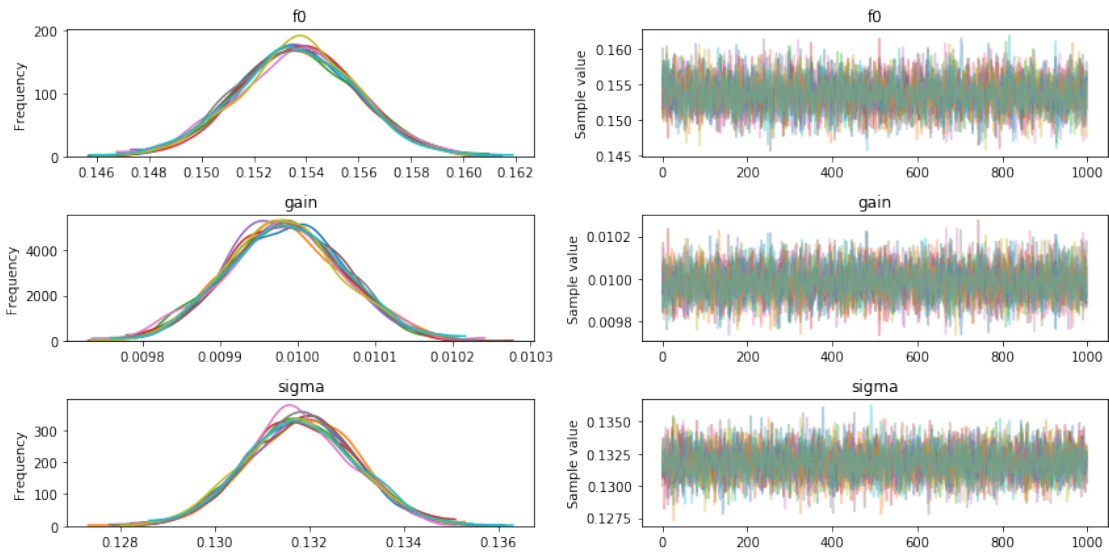 f0
Frequency
200
100
0
0.146 0.148 0.150 0.152 0.154 0.156 0.158 0.160 0.162
f0
Sample value
0.160
0.155
0.150
0.145
0 200 400 600 800 1000
gain
Frequency
4000
2000
0
0.0098 0.0099 0.0100 0.0101 0.0102 0.0103
gain
Sample value
0.0102
0.0100
0.0098
0 200 400 600 800 1000
sigma
Frequency
300
200
100
0
0.128 0.130 0.132 0.134 0.136
sigma
Sample value
0.1350
0.1325
0.1300
0.1275
0 200 400 600 800 1000